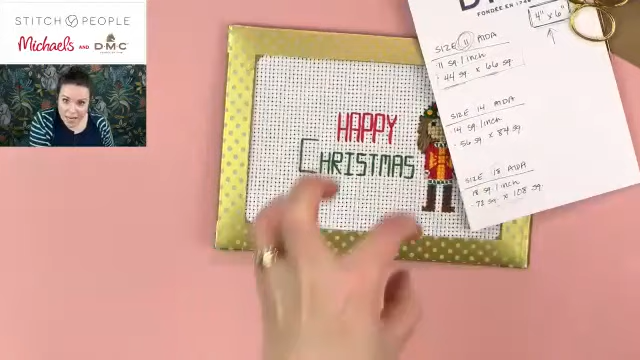 STITCH PEOPLE
Michaels AND DMC
FONDÉE EN 1746
4" x 6"
SIZE 11 AIDA
· 11 SQ. / INCH
· 44 SQ. x 66 SQ.
SIZE 14 AIDA
· 14 SQ. / INCH
· 56 SQ. x 84 SQ.
SIZE 18 AIDA
· 18 SQ. / INCH
· 72 SQ. x 108 SQ.
HAPPY
CHRISTMAS